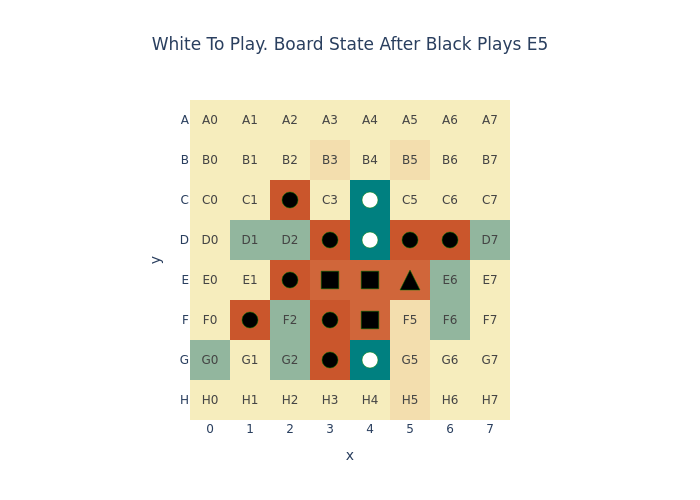 White To Play. Board State After Black Plays E5
A A0 A1 A2 A3 A4 A5 A6 A7
B B0 B1 B2 B3 B4 B5 B6 B7
C C0 C1 C3 C5 C6 C7
D D0 D1 D2 D7
E E0 E1 E6 E7
F F0 F2 F5 F6 F7
G G0 G1 G2 G5 G6 G7
H H0 H1 H2 H3 H4 H5 H6 H7
0 1 2 3 4 5 6 7
x
y